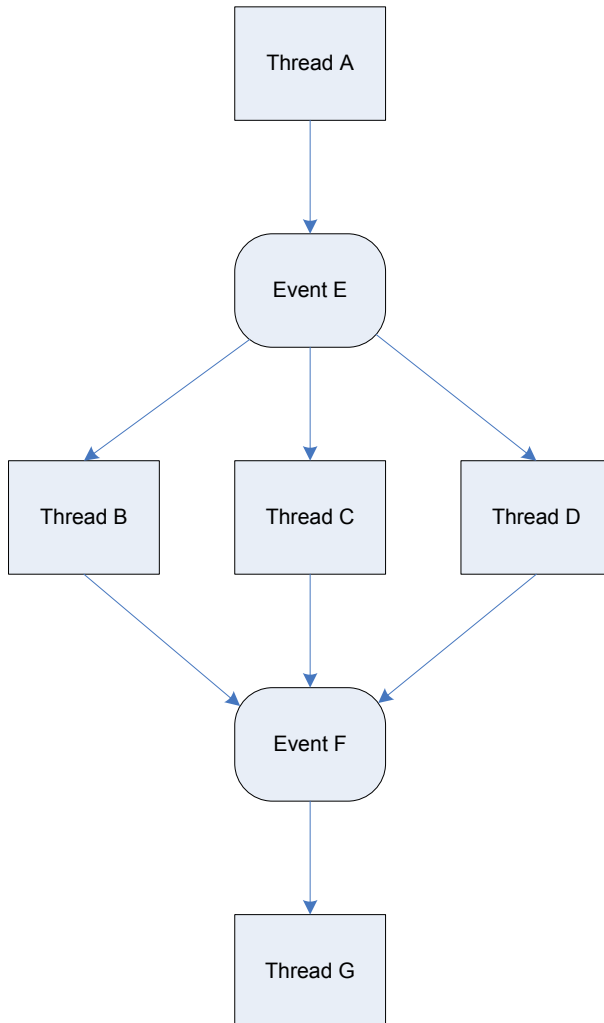 Thread A
Event E
Thread B
Thread C
Thread D
Event F
Thread G